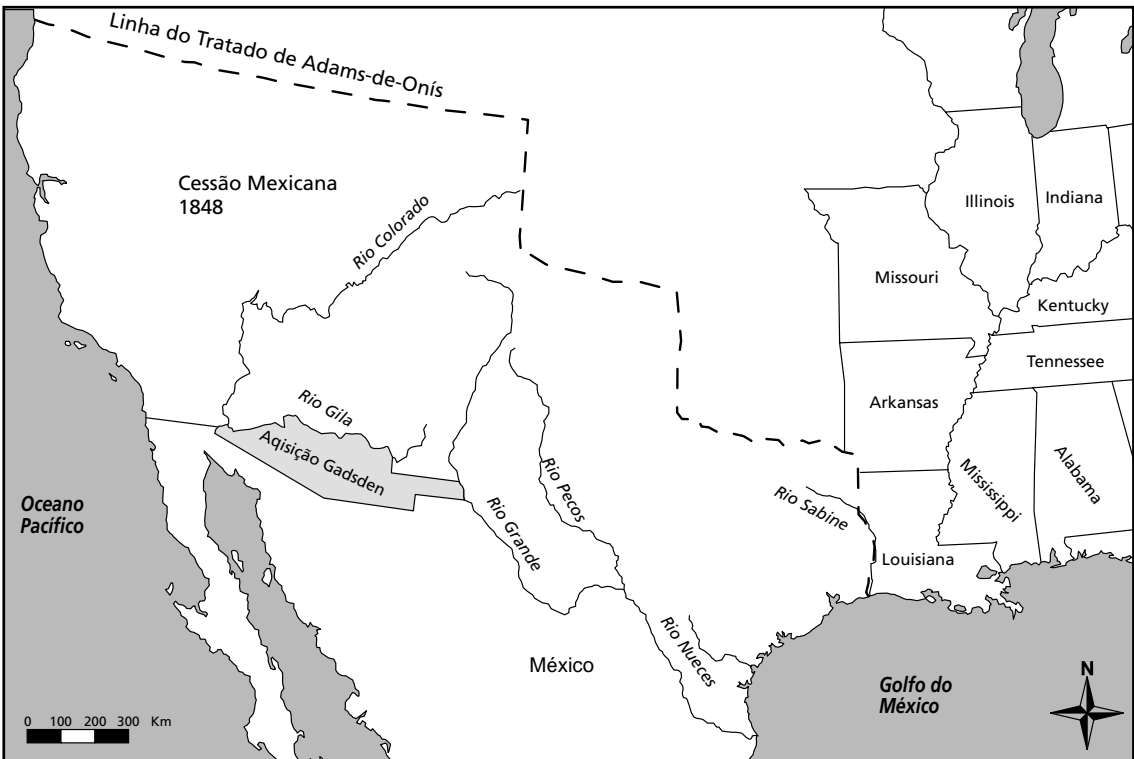 Linha do Tratado de Adams-de-Onís
Cessão Mexicana
1848
Rio Colorado
Illinois
Indiana
Missouri
Kentucky
Tennessee
Arkansas
Rio Gila
Aqisição Gadsden
Rio Pecos
Rio Grande
Rio Sabine
Mississippi
Alabama
Oceano
Pacífico
Louisiana
Rio Nueces
México
Golfo do
México
N
0 100 200 300 Km